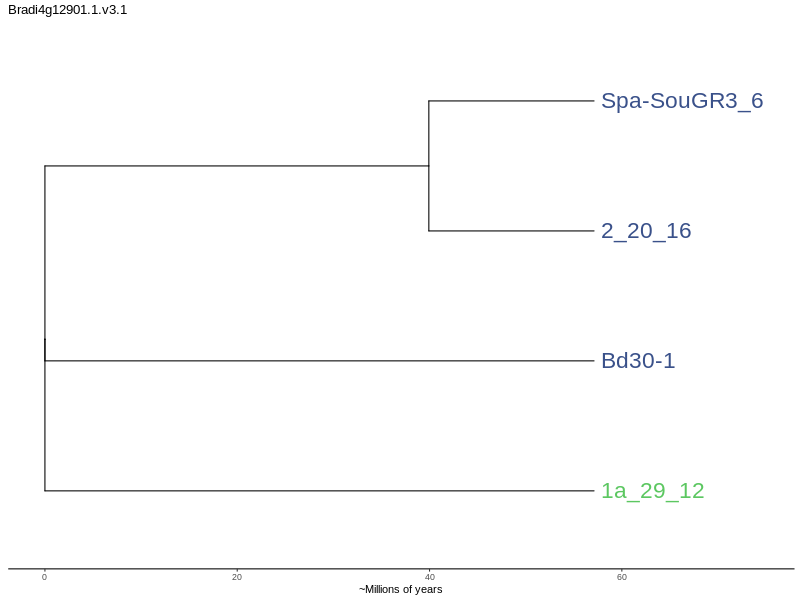 Bradi4g12901.1.v3.1
Spa-SouGR3_6
2_20_16
Bd30-1
1a_29_12
0 20 40 60
~Millions of years